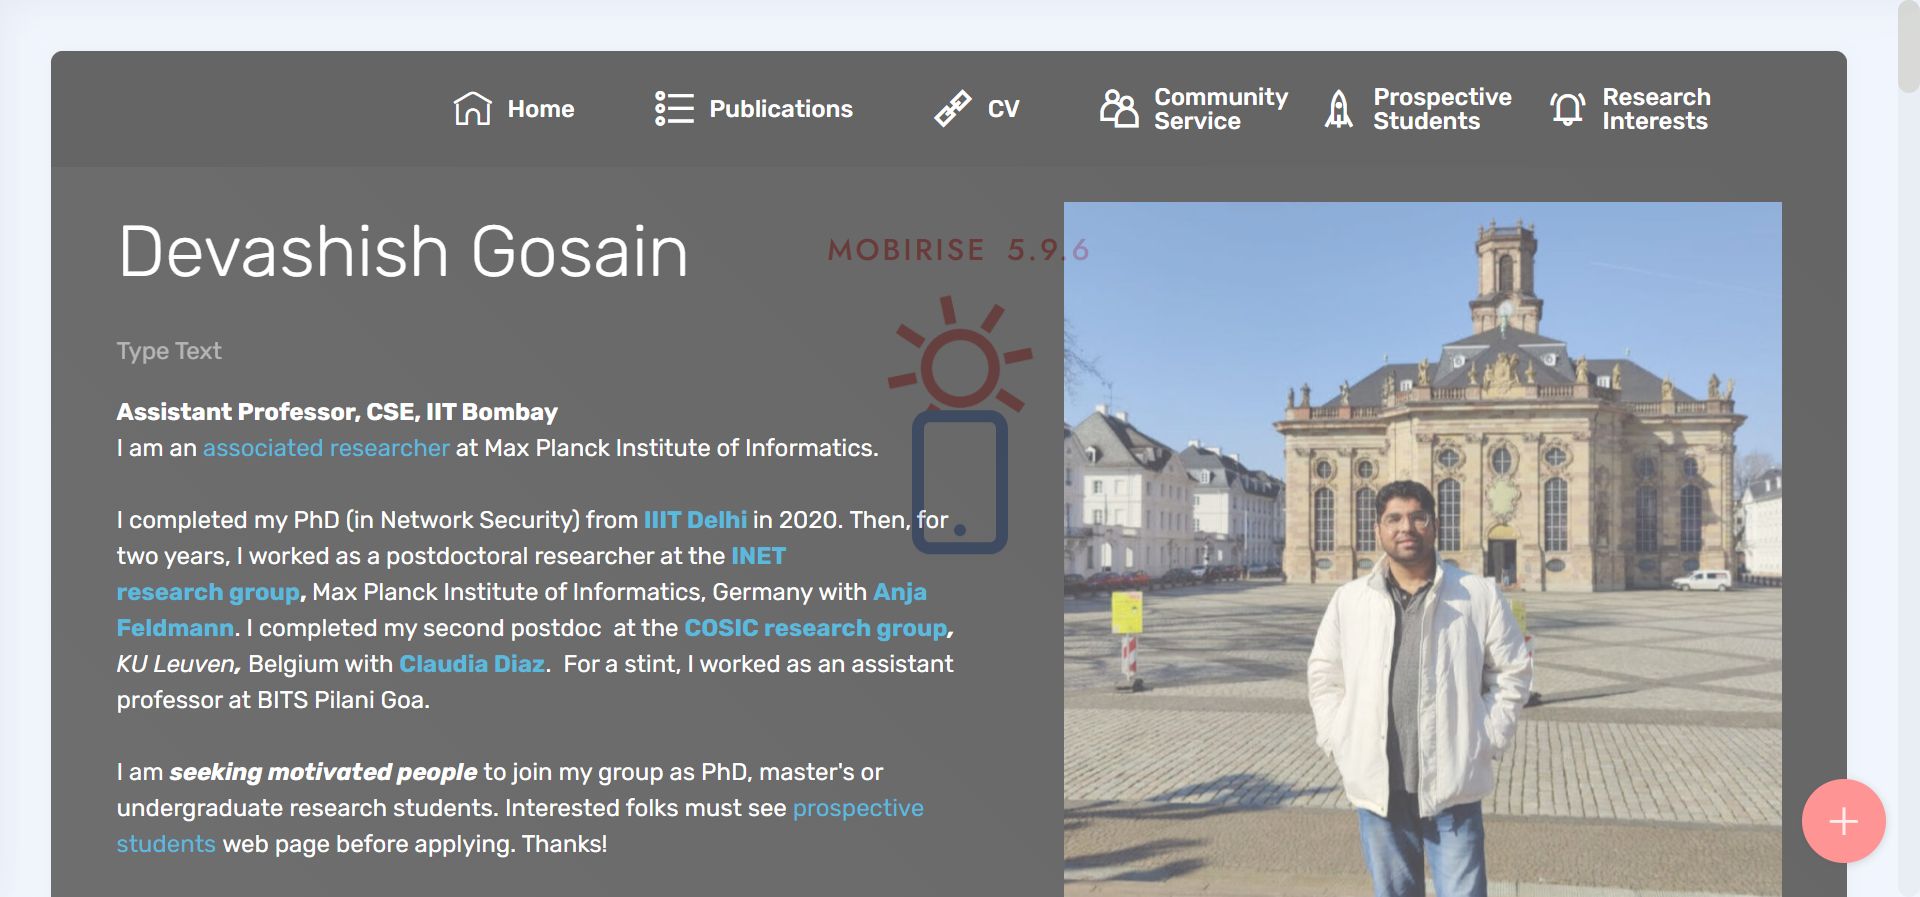 Home
Publications
CV
Community
Service
Prospective
Students
Research
Interests
Devashish Gosain
MOBIRISE 5.9.6
Type Text
Assistant Professor, CSE, IIT Bombay
I am an associated researcher at Max Planck Institute of Informatics.
I completed my PhD (in Network Security) from IIIT Delhi in 2020. Then, for
two years, I worked as a postdoctoral researcher at the INET
research group, Max Planck Institute of Informatics, Germany with Anja
Feldmann. I completed my second postdoc  at the COSIC research group,
KU Leuven, Belgium with Claudia Diaz.  For a stint, I worked as an assistant
professor at BITS Pilani Goa.
I am seeking motivated people to join my group as PhD, master's or
undergraduate research students. Interested folks must see prospective
students web page before applying. Thanks!